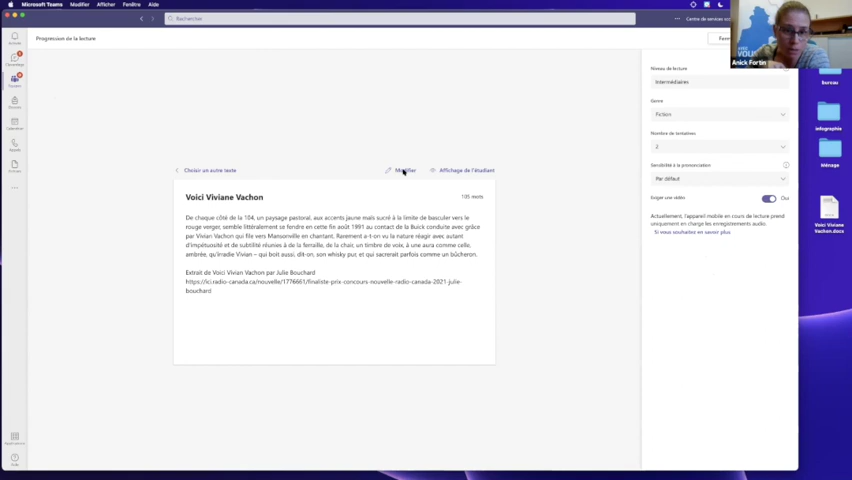 Microsoft Teams Modifier Afficher Fenêtre Aide
Rechercher
Centre de services
Progression de la lecture
Ferm
Anick Fortin
bureau
infographie
Ménage
Viviane
Voici Viviane
Vachon.docx
Calendrier
Appels
Aide
Choisir un autre texte
Modifier
Affichage de l'étudiant
Voici Viviane Vachon
105 mots
De chaque côté de la 104, un paysage pastoral, aux accents jaune maïs sucré à la limite de basculer vers le
rouge verger, semble littéralement se fendre en cette fin août 1991 au contact de la Buick conduite avec grâce
par Vivian Vachon qui file vers Mansonville en chantant. Rarement a-t-on vu la nature réagir avec, autant
d'impétuosité et de subtilité réunies à de la ferraille, de la chair, un timbre de voix, à une aura comme celle,
ambrée, qu'irradie Vivian – qui boit aussi, dit-on, son whisky pur, et qui sacrerait parfois comme un bûcheron.
Extrait de Voici Vivian Vachon par Julie Bouchard
https://ici.radio-canada.ca/nouvelle/1776661/finaliste-prix-concours-nouvelle-radio-canada-2021-julie-
bouchard
Niveau de lecture
Intermédiaires
Genre
Fiction
Nombre de tentatives
2
Sensibilité à la prononciation
Par défaut
Exiger une vidéo
Oui
Actuellement, l'appareil mobile en cours de lecture prend
uniquement en charge les enregistrements audio.
Si vous souhaitez en savoir plus